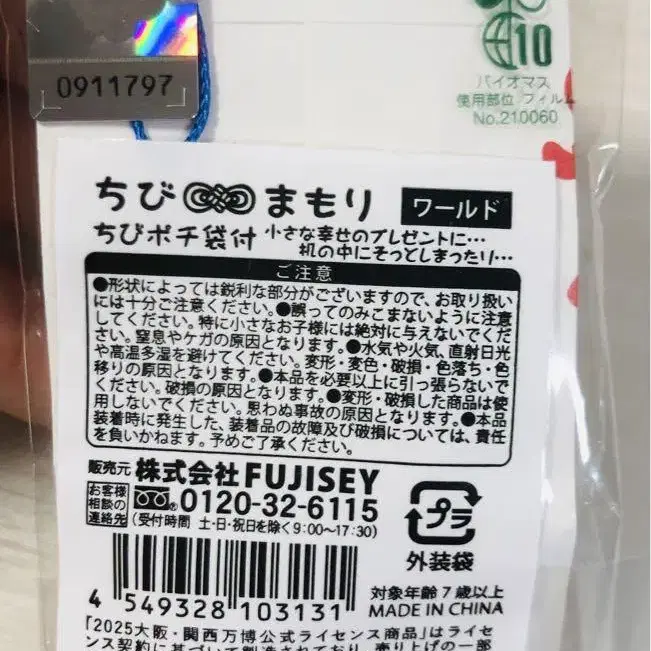 0911797
10
バイオマス
使用部位 フィルム
No.210060
ちび まもり ワールド
ちびポチ袋付 小さな幸せのプレゼントに…
机の中にそっとしまったり…
ご注意
●形状によっては鋭利な部分がございますので、お取り扱い
には十分ご注意ください。●誤ってのみこまないように注意
してください。特に小さなお子様には絶対に与えないでくだ
さい。窒息やケガの原因となります。●水気や火気、直射日光
や高温多湿を避けてください。変形・変色・破損・色落ち・色
移りの原因となります。●本品を必要以上に引っ張らないで
ください。破損の原因となります。●変形・破損した商品は使
用しないでください。思わぬ事故の原因となります。●本品
装着時に発生した、装着品の故障及び破損については、責任
を負いかねます。予めご了承ください。
販売元 株式会社 FUJISEY
お客様
相談の
連絡先
0120-32-6115
(受付時間 土・日・祝日を除く9:00〜17:30)
プラ
外装袋
4 549328 103131
対象年齢7歳以上
MADE IN CHINA
「2025大阪・関西万博公式ライセンス商品」はライセ
ンス契約に基づいて製造されており、売り上げの一部